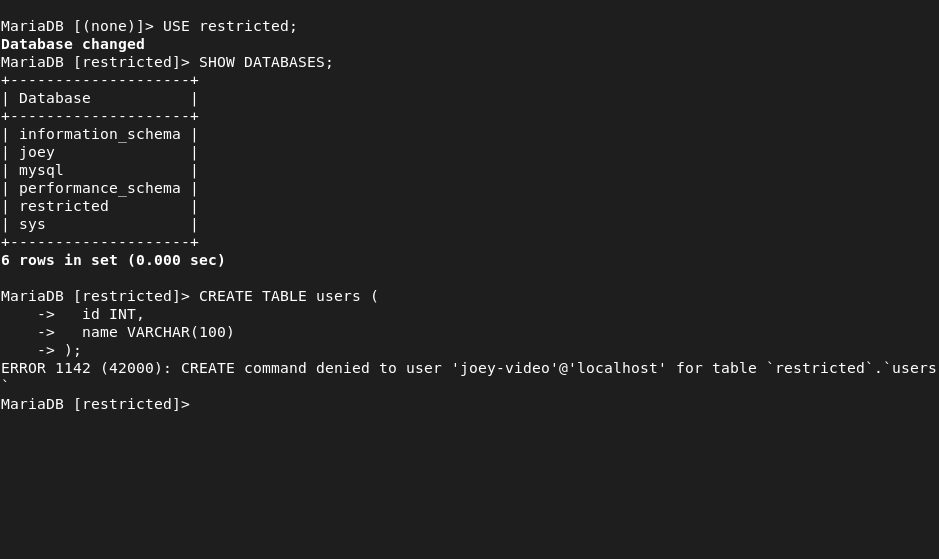 MariaDB [(none)]> USE restricted;
Database changed
MariaDB [restricted]> SHOW DATABASES;
+--------------------+
| Database           |
+--------------------+
| information_schema |
| joey               |
| mysql              |
| performance_schema |
| restricted         |
| sys                |
+--------------------+
6 rows in set (0.000 sec)

MariaDB [restricted]> CREATE TABLE users (
    ->   id INT,
    ->   name VARCHAR(100)
    -> );
ERROR 1142 (42000): CREATE command denied to user 'joey-video'@'localhost' for table `restricted`.`users
`
MariaDB [restricted]>